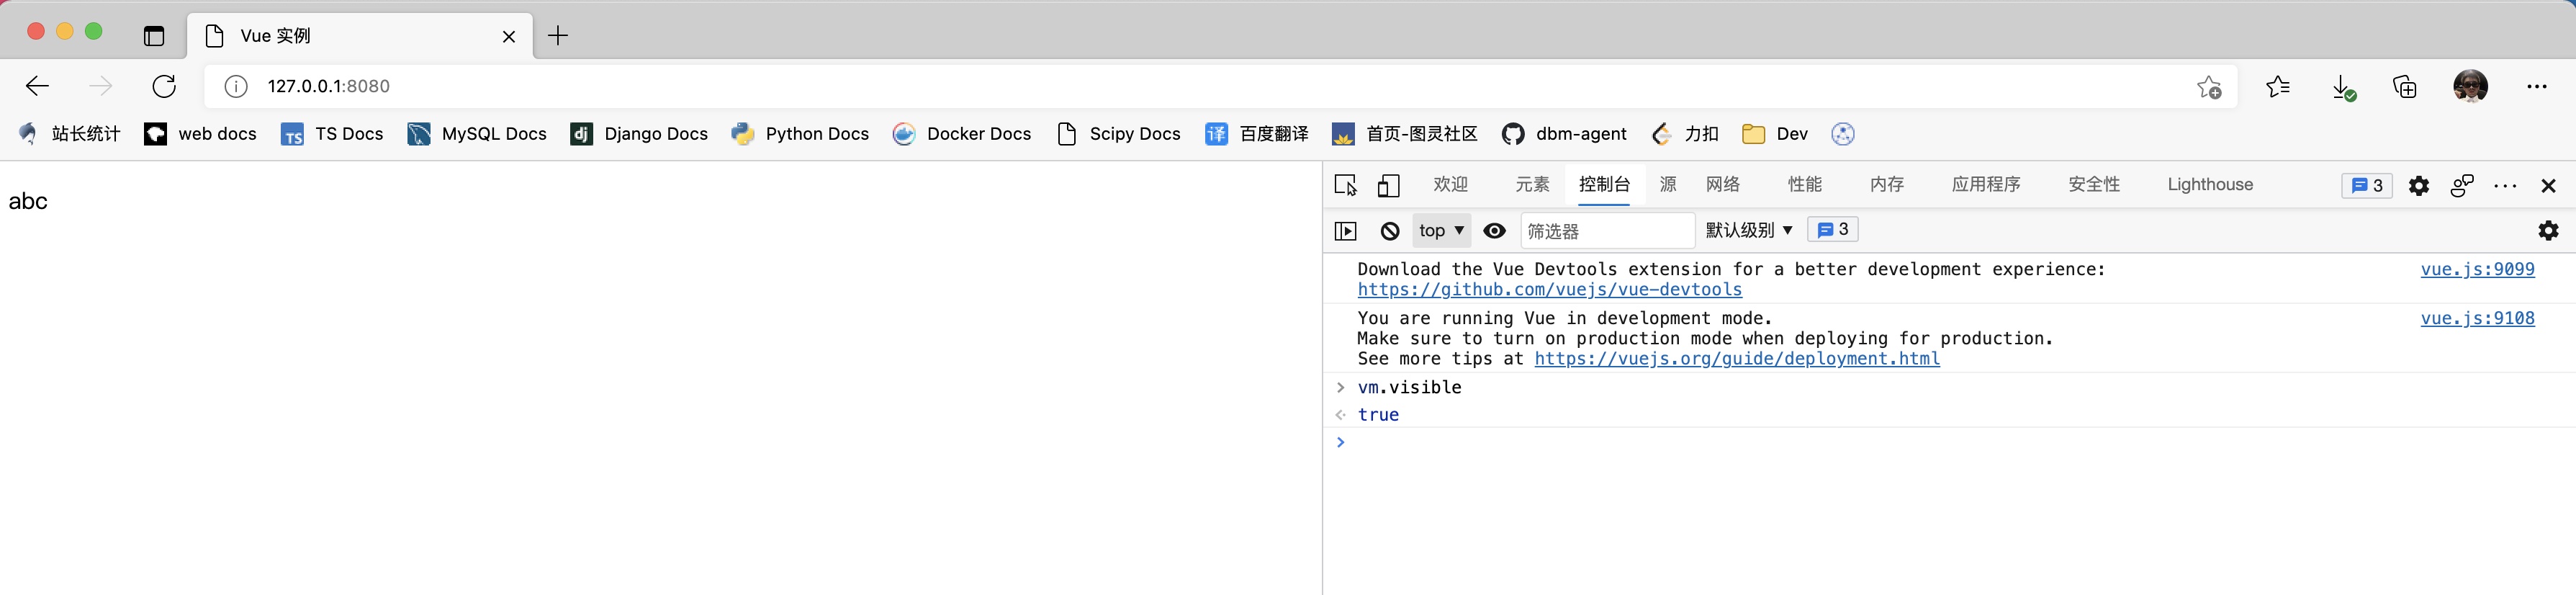 Vue 实例
127.0.0.1:8080
站长统计 web docs TS Docs MySQL Docs Django Docs Python Docs Docker Docs Scipy Docs 百度翻译 首页-图灵社区 dbm-agent 力扣 Dev
abc
欢迎 元素 控制台 源 网络 性能 内存 应用程序 安全性 Lighthouse 3
top 筛选器 默认级别 3
Download the Vue Devtools extension for a better development experience: vue.js:9099
https://github.com/vuejs/vue-devtools
You are running Vue in development mode. vue.js:9108
Make sure to turn on production mode when deploying for production.
See more tips at https://vuejs.org/guide/deployment.html
> vm.visible
true
>